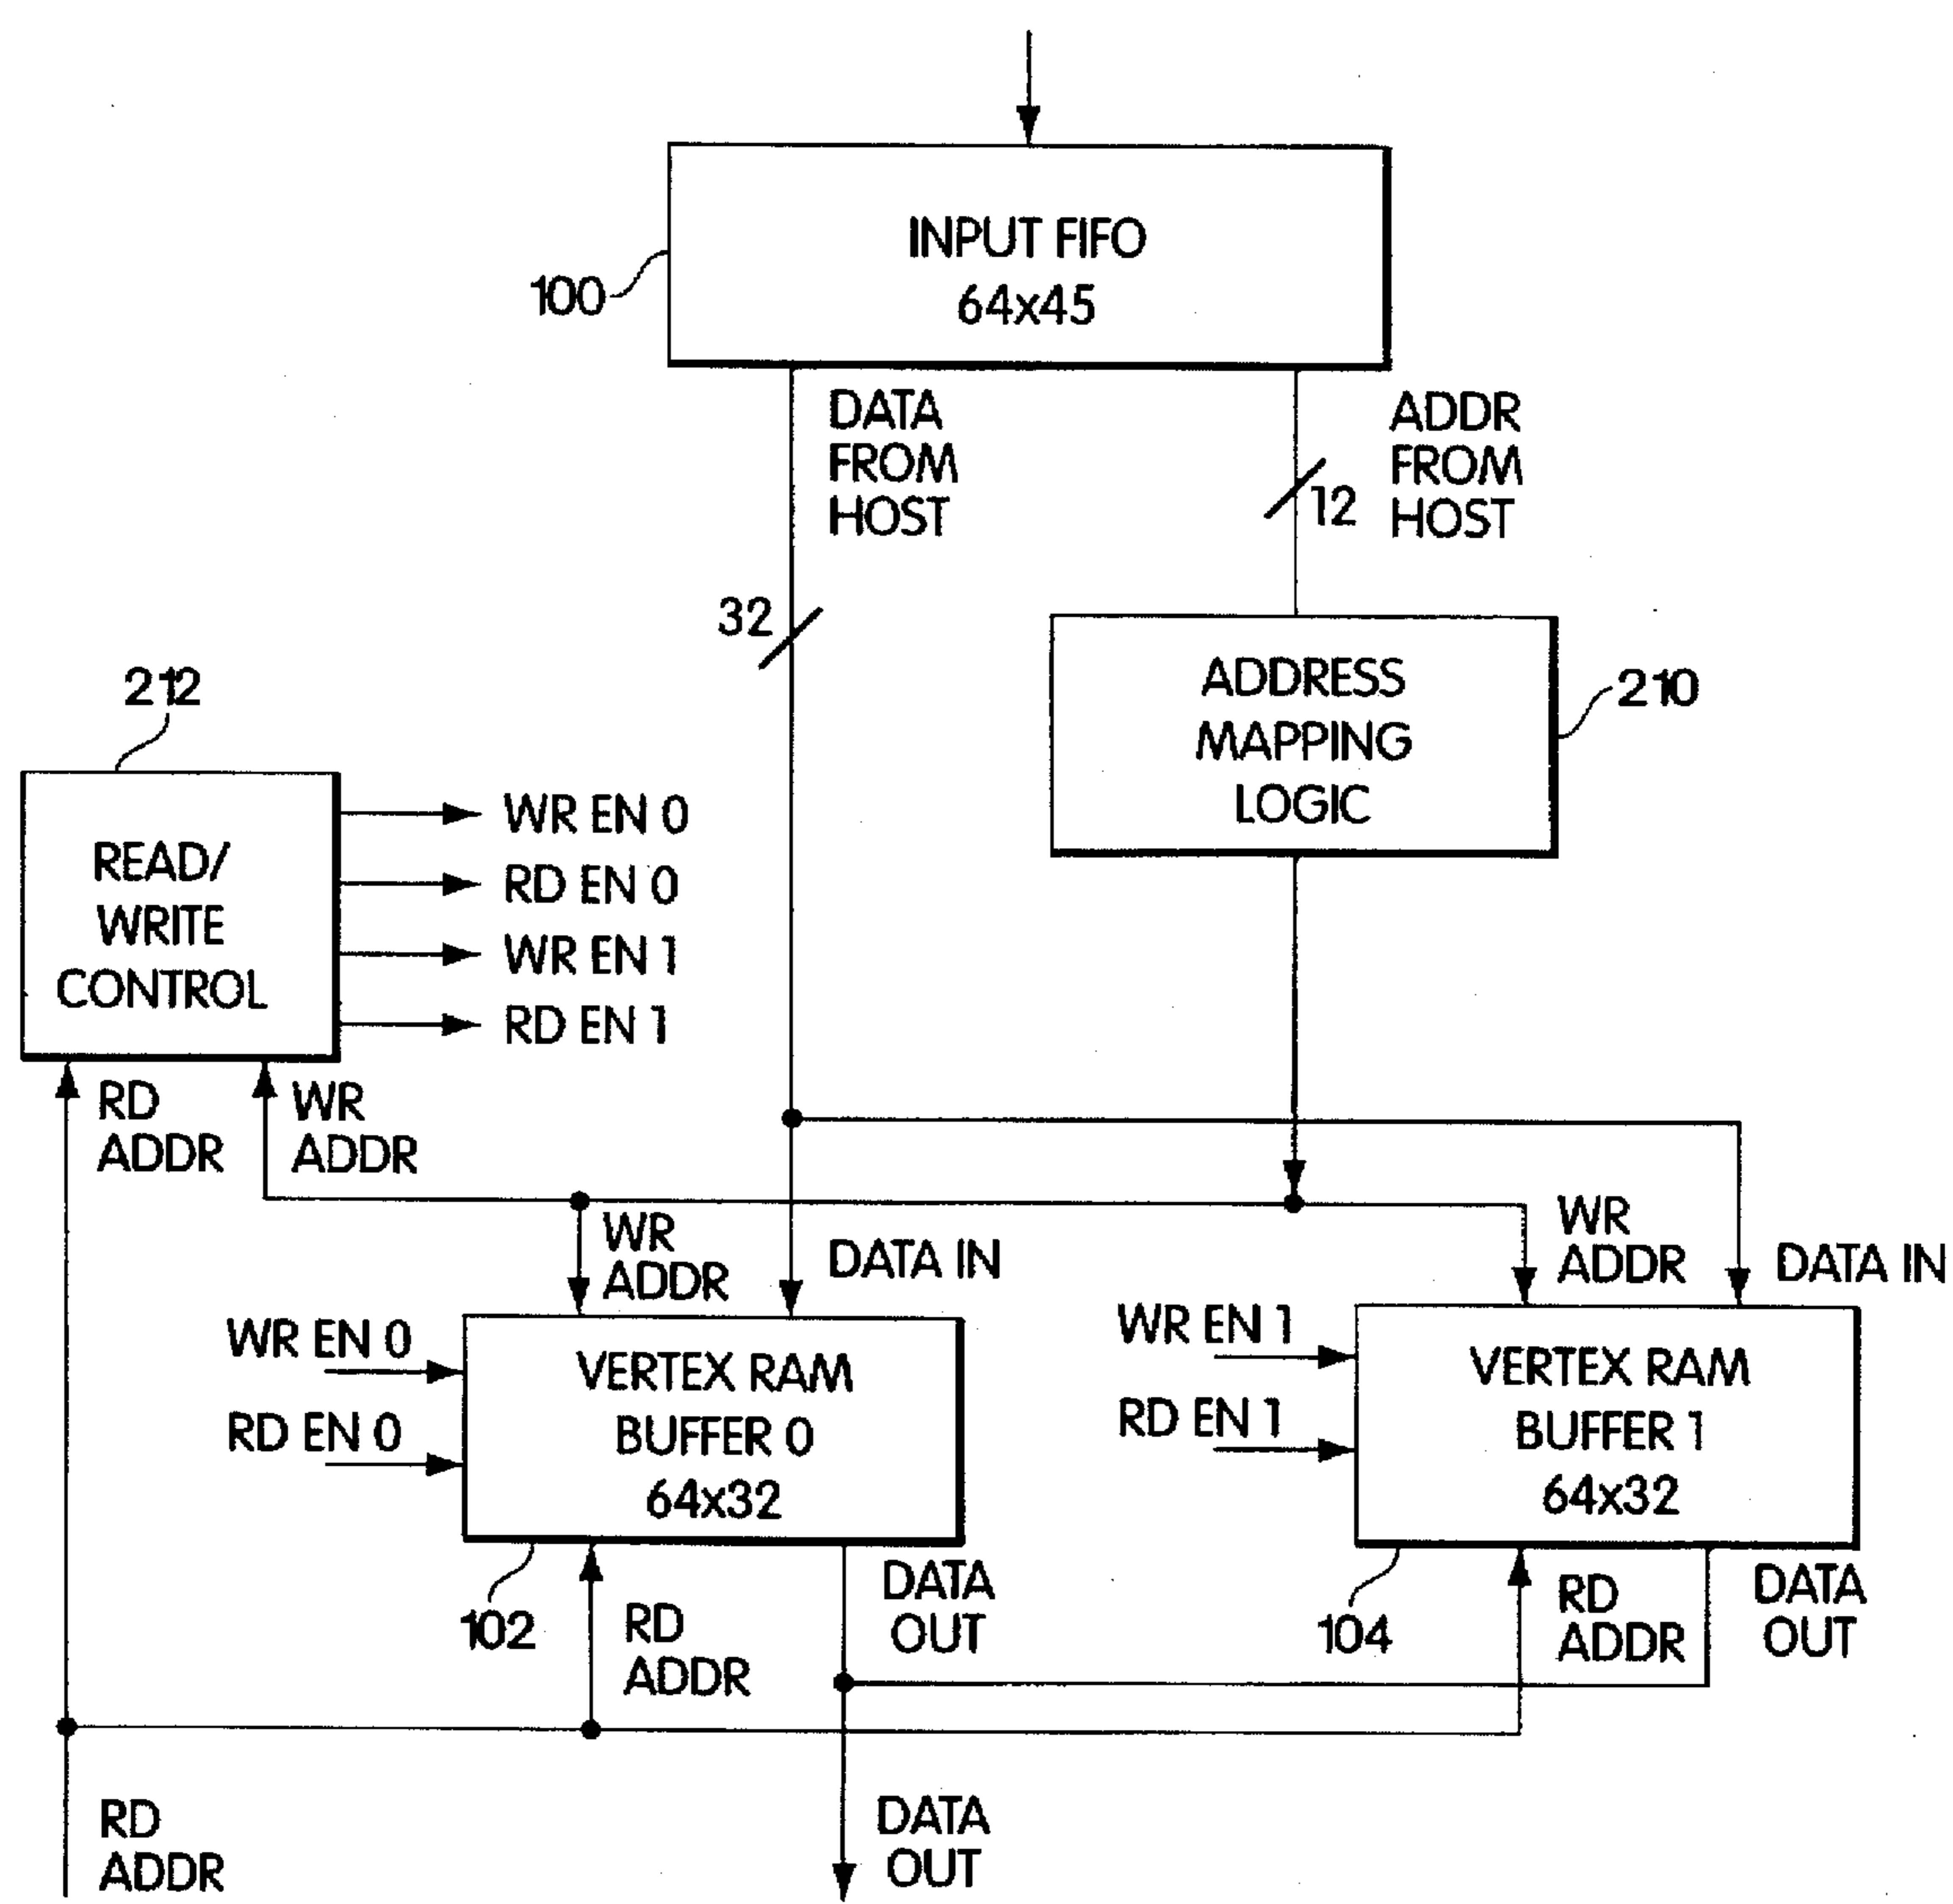 INPUT FIFO
64x45
100
DATA
FROM
HOST
ADDR
FROM
HOST
12
32
ADDRESS
MAPPING
LOGIC
210
212
READ/
WRITE
CONTROL
WR EN 0
RD EN 0
WR EN 1
RD EN 1
RD
ADDR
WR
ADDR
WR
ADDR
DATA IN
WR
ADDR
DATA IN
WR EN 0
RD EN 0
VERTEX RAM
BUFFER 0
64x32
WR EN 1
RD EN 1
VERTEX RAM
BUFFER 1
64x32
102
RD
ADDR
DATA
OUT
104
RD
ADDR
DATA
OUT
RD
ADDR
DATA
OUT